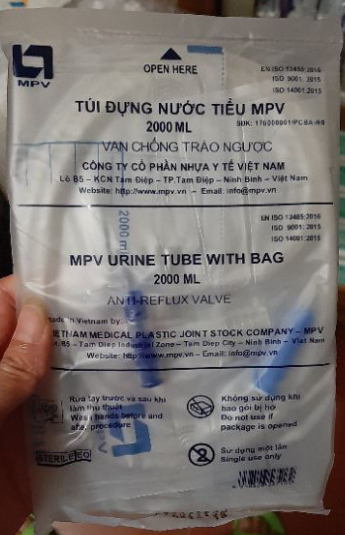 MPV
OPEN HERE
EN ISO 13485:2016
ISO 9001: 2015
ISO 14001:2015
TÚI ĐỰNG NƯỚC TIỂU MPV
2000 ML
VAN CHỐNG TRÀO NGƯỢC
CÔNG TY CỔ PHẦN NHỰA Y TẾ VIỆT NAM
Lô B5 – KCN Tam Điệp – TP.Tam Điệp – Ninh Bình – Việt Nam
Website: http://www.mpv.vn – Email: info@mpv.vn
2000 ml
EN ISO 13485:2016
ISO 9001: 2015
ISO 14001: 2015
MPV URINE TUBE WITH BAG
2000 ML
ANTI-REFLUX VALVE
Made in Vietnam by:
VIETNAM MEDICAL PLASTIC JOINT STOCK COMPANY – MPV
B5 – Tam Diep Industrial Zone – Tam Diep City – Ninh Binh – Viet Nam
Website: http://www.mpv.vn – Email: info@mpv.vn
Rửa tay trước và sau khi
làm thủ thuật
Wash hands before and
after procedure
Không sử dụng khi
bao gói bị hở
Do not use if
package is opened
STERILE EO
Sử dụng một lần
Single use only